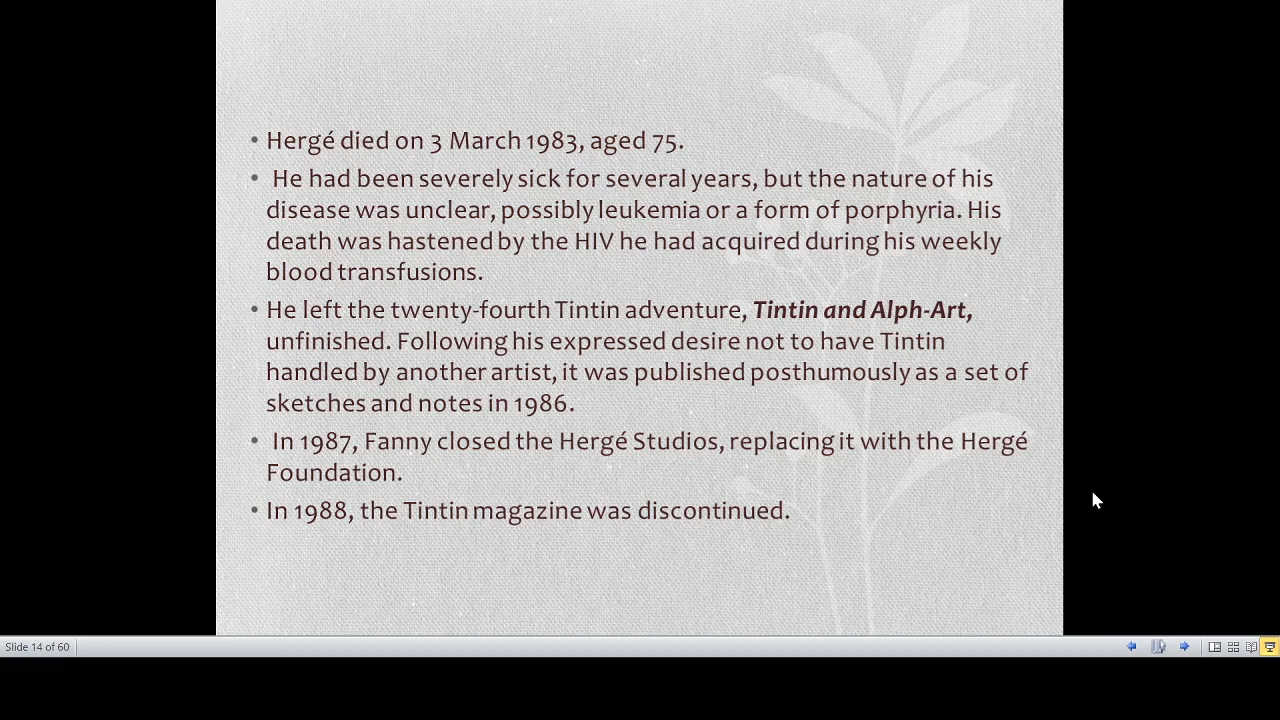 • Hergé died on 3 March 1983, aged 75.
• He had been severely sick for several years, but the nature of his
disease was unclear, possibly leukemia or a form of porphyria. His
death was hastened by the HIV he had acquired during his weekly
blood transfusions.
• He left the twenty-fourth Tintin adventure, Tintin and Alph-Art,
unfinished. Following his expressed desire not to have Tintin
handled by another artist, it was published posthumously as a set of
sketches and notes in 1986.
• In 1987, Fanny closed the Hergé Studios, replacing it with the Hergé
Foundation.
• In 1988, the Tintin magazine was discontinued.
Slide 14 of 60